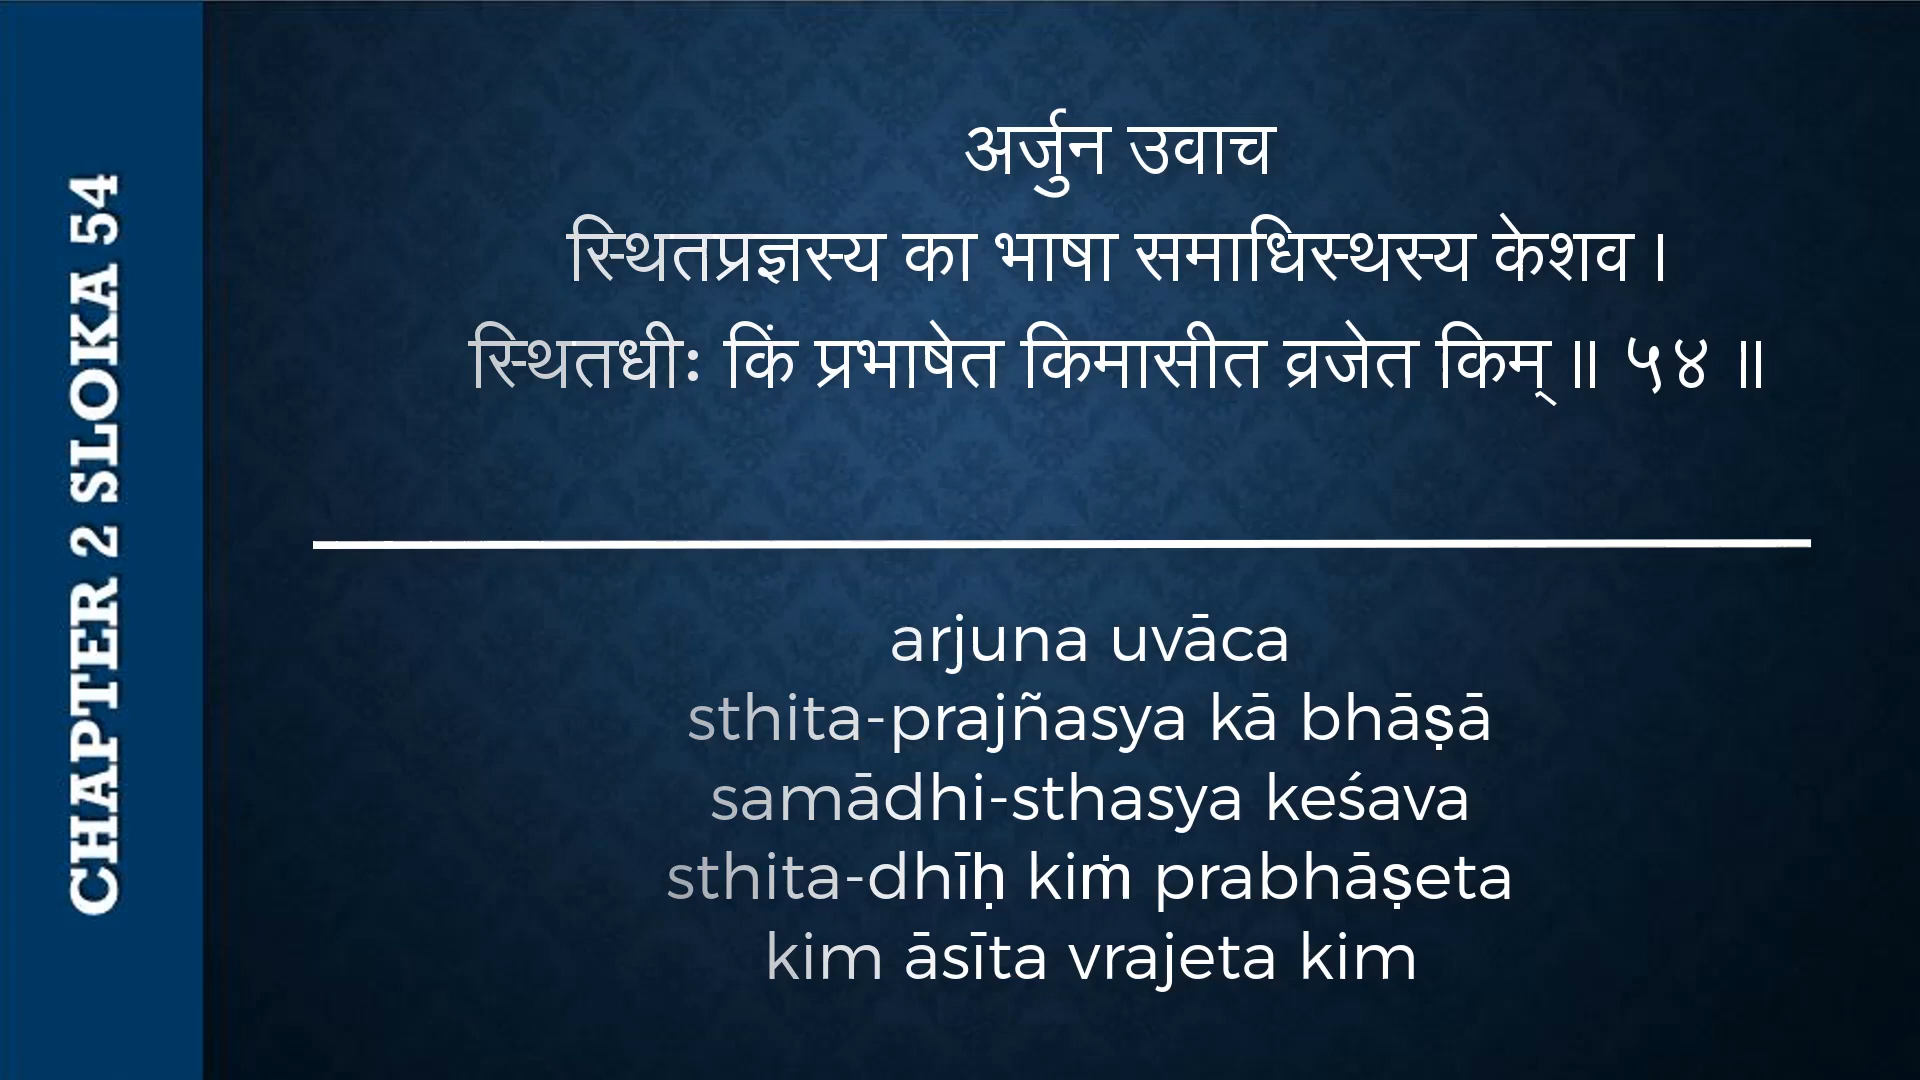 CHAPTER 2 SLOKA 54
अर्जुन उवाच
स्थितप्रज्ञस्य का भाषा समाधिस्थस्य केशव ।
स्थितधीः किं प्रभाषेत किमासीत व्रजेत किम् ॥ ५४ ॥
arjuna uvāca
sthita-prajñasya kā bhāṣā
samādhi-sthasya keśava
sthita-dhīḥ kiṁ prabhāṣeta
kim āsīta vrajeta kim